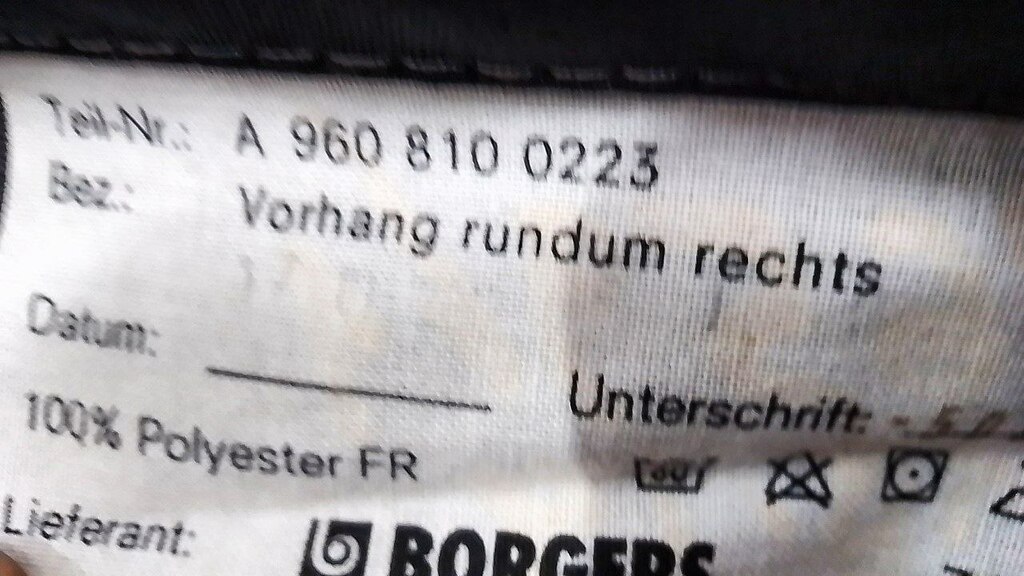 Teil-Nr.: A 960 810 0223
Bez.: Vorhang rundum rechts
Datum:
Unterschrift:
100% Polyester FR
Lieferant: BORGERS